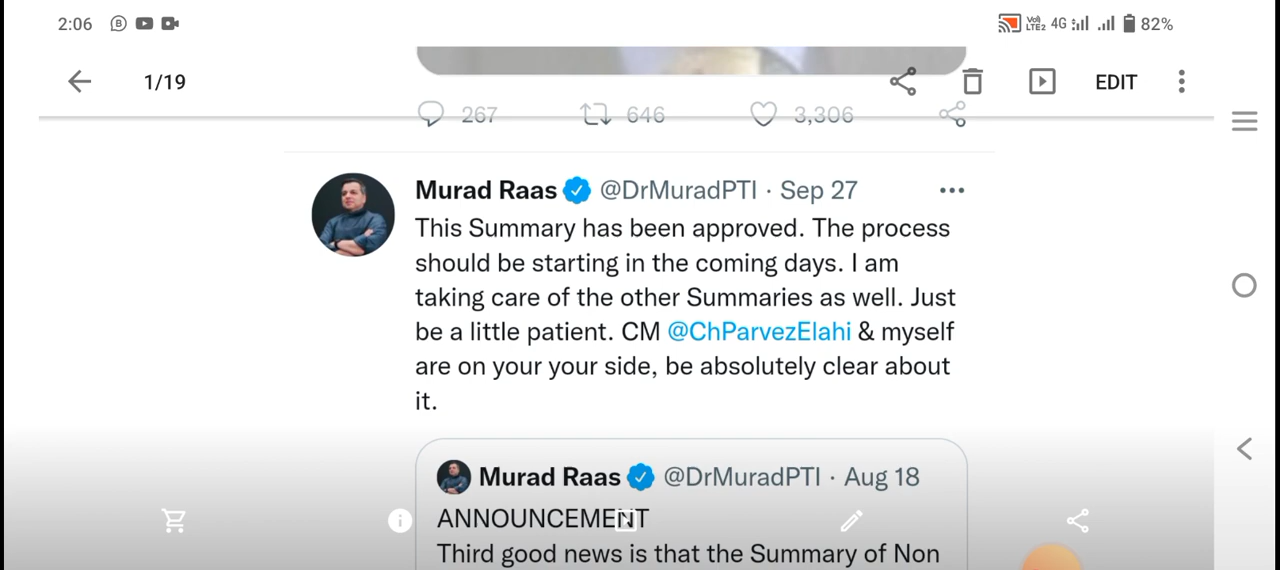 2:06
VoD LTE2 4G 82%
1/19
EDIT
267 646 3,306
Murad Raas @DrMuradPTI · Sep 27
This Summary has been approved. The process
should be starting in the coming days. I am
taking care of the other Summaries as well. Just
be a little patient. CM @ChParvezElahi & myself
are on your your side, be absolutely clear about
it.
Murad Raas @DrMuradPTI · Aug 18
ANNOUNCEMENT
Third good news is that the Summary of Non